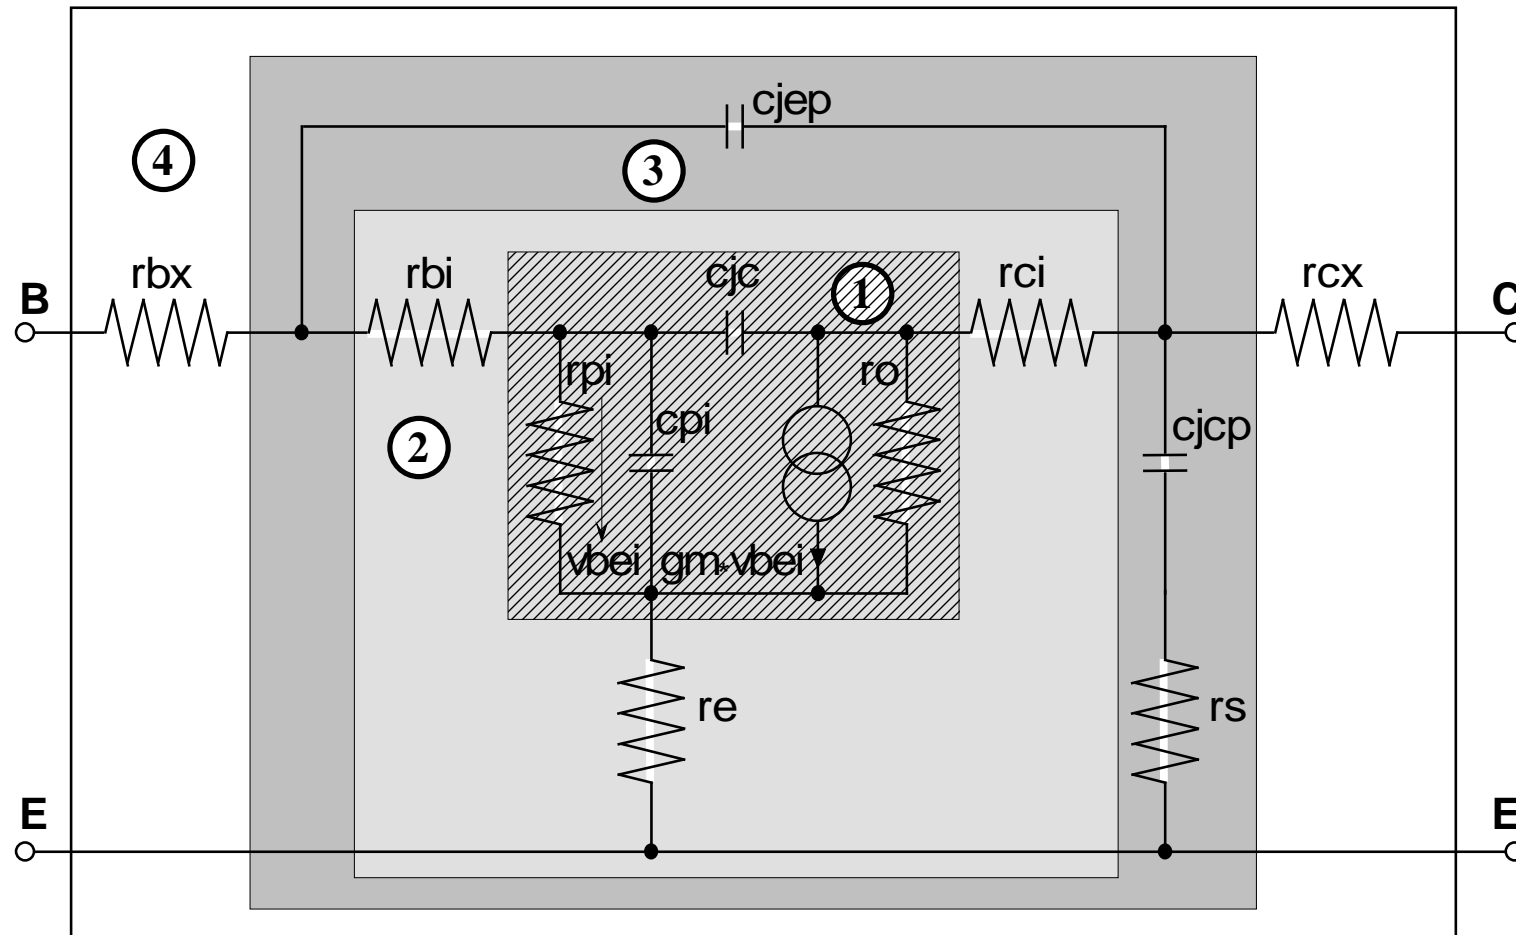 cjep
4
3
rbx
rbi
cjc
1
rci
rcx
B
C
rpi
ro
cpi
cjcp
2
vbei
gm*vbei
re
rs
E
E